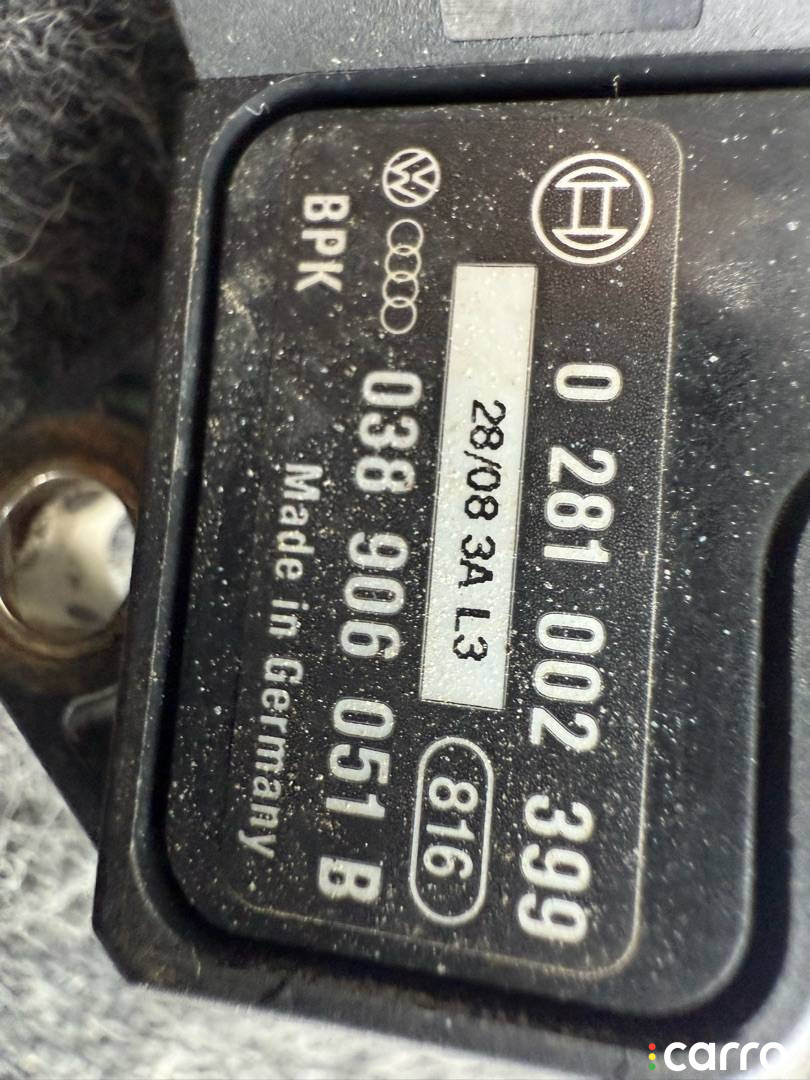 0 281 002 399
28/08 3A L3
816
038 906 051 B
BPK
Made in Germany
carro